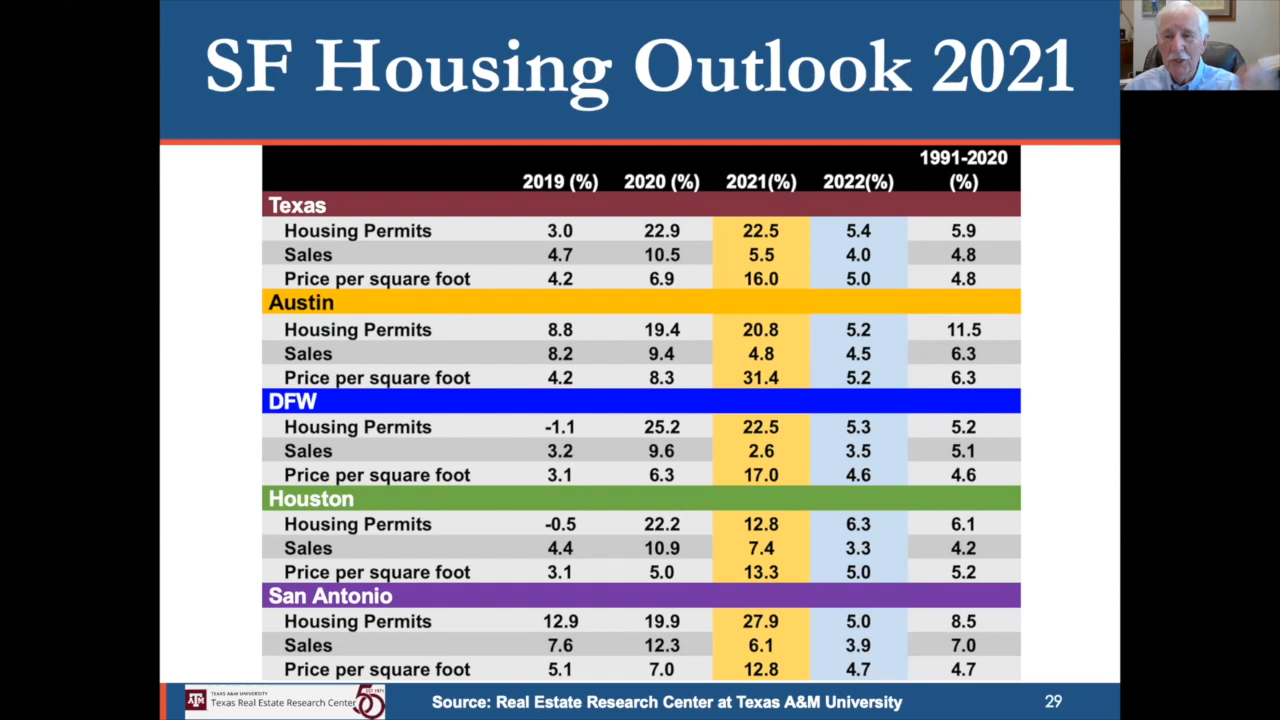 SF Housing Outlook 2021
1991-2020
2019 (%) 2020 (%) 2021(%) 2022(%) (%)
Texas
Housing Permits 3.0 22.9 22.5 5.4 5.9
Sales 4.7 10.5 5.5 4.0 4.8
Price per square foot 4.2 6.9 16.0 5.0 4.8
Austin
Housing Permits 8.8 19.4 20.8 5.2 11.5
Sales 8.2 9.4 4.8 4.5 6.3
Price per square foot 4.2 8.3 31.4 5.2 6.3
DFW
Housing Permits -1.1 25.2 22.5 5.3 5.2
Sales 3.2 9.6 2.6 3.5 5.1
Price per square foot 3.1 6.3 17.0 4.6 4.6
Houston
Housing Permits -0.5 22.2 12.8 6.3 6.1
Sales 4.4 10.9 7.4 3.3 4.2
Price per square foot 3.1 5.0 13.3 5.0 5.2
San Antonio
Housing Permits 12.9 19.9 27.9 5.0 8.5
Sales 7.6 12.3 6.1 3.9 7.0
Price per square foot 5.1 7.0 12.8 4.7 4.7
ATM
TEXAS A&M UNIVERSITY
Texas Real Estate Research Center
EST 1971
50
Source: Real Estate Research Center at Texas A&M University
29